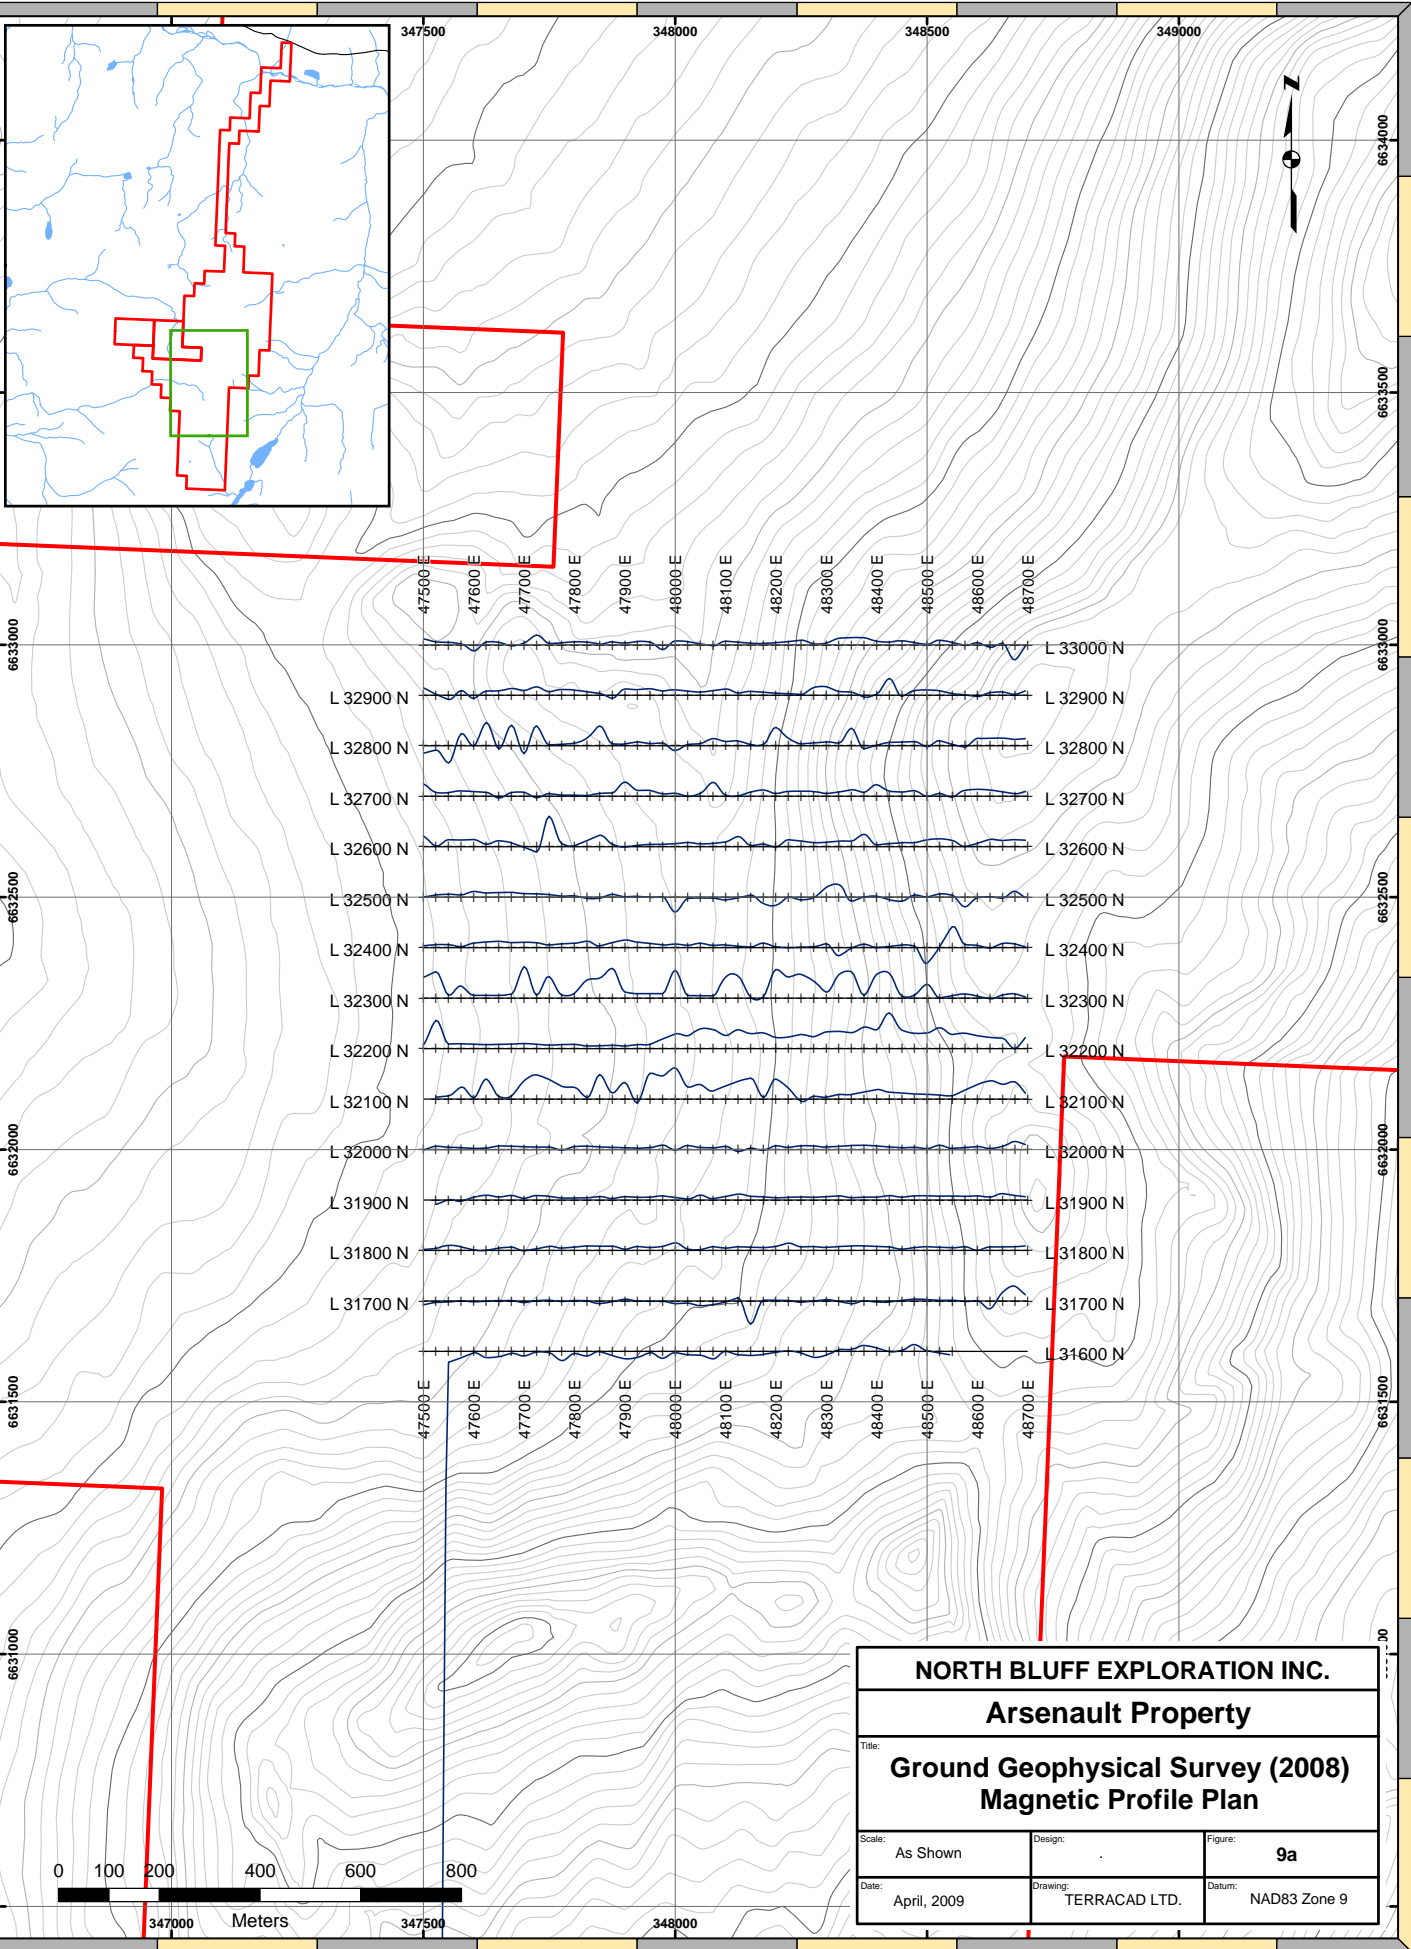 347500 348000 348500 349000
N
6634000
6633500
47500 E 47600 E 47700 E 47800 E 47900 E 48000 E 48100 E 48200 E 48300 E 48400 E 48500 E 48600 E 48700 E
6633000 L 33000 N 6633000
L 32900 N L 32900 N
L 32800 N L 32800 N
L 32700 N L 32700 N
L 32600 N L 32600 N
6632500 L 32500 N L 32500 N 6632500
L 32400 N L 32400 N
L 32300 N L 32300 N
L 32200 N L 32200 N
L 32100 N L 32100 N
6632000 L 32000 N L 32000 N 6632000
L 31900 N L 31900 N
L 31800 N L 31800 N
L 31700 N L 31700 N
L 31600 N
6631500 6631500
47500 E 47600 E 47700 E 47800 E 47900 E 48000 E 48100 E 48200 E 48300 E 48400 E 48500 E 48600 E 48700 E
6631000
NORTH BLUFF EXPLORATION INC.
Arsenault Property
Title:
Ground Geophysical Survey (2008)
Magnetic Profile Plan
Scale: As Shown
Design: .
Figure: 9a
Date: April, 2009
Drawing: TERRACAD LTD.
Datum: NAD83 Zone 9
0 100 200 400 600 800
Meters
347000 347500 348000